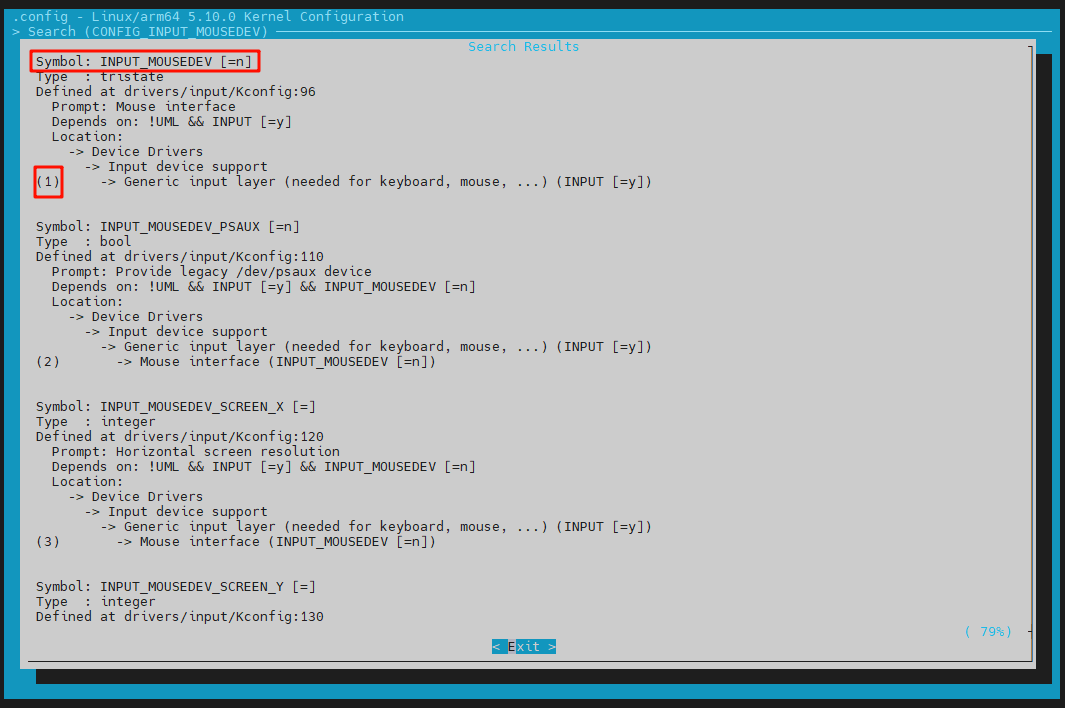 .config - Linux/arm64 5.10.0 Kernel Configuration
> Search (CONFIG_INPUT_MOUSEDEV)
Search Results
Symbol: INPUT_MOUSEDEV [=n]
Type  : tristate
Defined at drivers/input/Kconfig:96
  Prompt: Mouse interface
  Depends on: !UML && INPUT [=y]
  Location:
    -> Device Drivers
      -> Input device support
(1)     -> Generic input layer (needed for keyboard, mouse, ...) (INPUT [=y])
Symbol: INPUT_MOUSEDEV_PSAUX [=n]
Type  : bool
Defined at drivers/input/Kconfig:110
  Prompt: Provide legacy /dev/psaux device
  Depends on: !UML && INPUT [=y] && INPUT_MOUSEDEV [=n]
  Location:
    -> Device Drivers
      -> Input device support
        -> Generic input layer (needed for keyboard, mouse, ...) (INPUT [=y])
(2)       -> Mouse interface (INPUT_MOUSEDEV [=n])
Symbol: INPUT_MOUSEDEV_SCREEN_X [=]
Type  : integer
Defined at drivers/input/Kconfig:120
  Prompt: Horizontal screen resolution
  Depends on: !UML && INPUT [=y] && INPUT_MOUSEDEV [=n]
  Location:
    -> Device Drivers
      -> Input device support
        -> Generic input layer (needed for keyboard, mouse, ...) (INPUT [=y])
(3)       -> Mouse interface (INPUT_MOUSEDEV [=n])
Symbol: INPUT_MOUSEDEV_SCREEN_Y [=]
Type  : integer
Defined at drivers/input/Kconfig:130
( 79%)
< Exit >